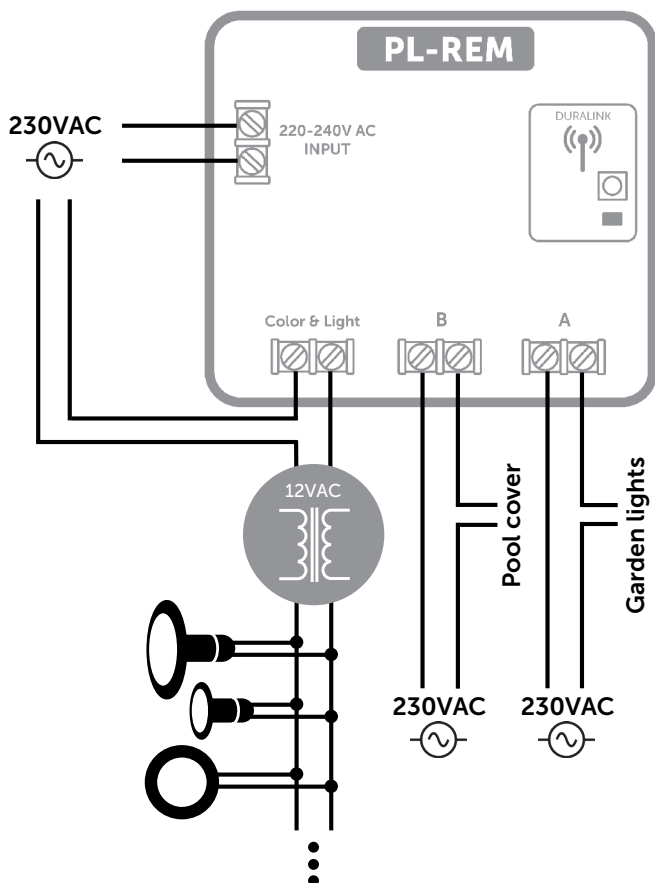 PL-REM
230VAC
220-240V AC
INPUT
DURALINK
Color & Light
B
A
12VAC
Pool cover
Garden lights
230VAC
230VAC